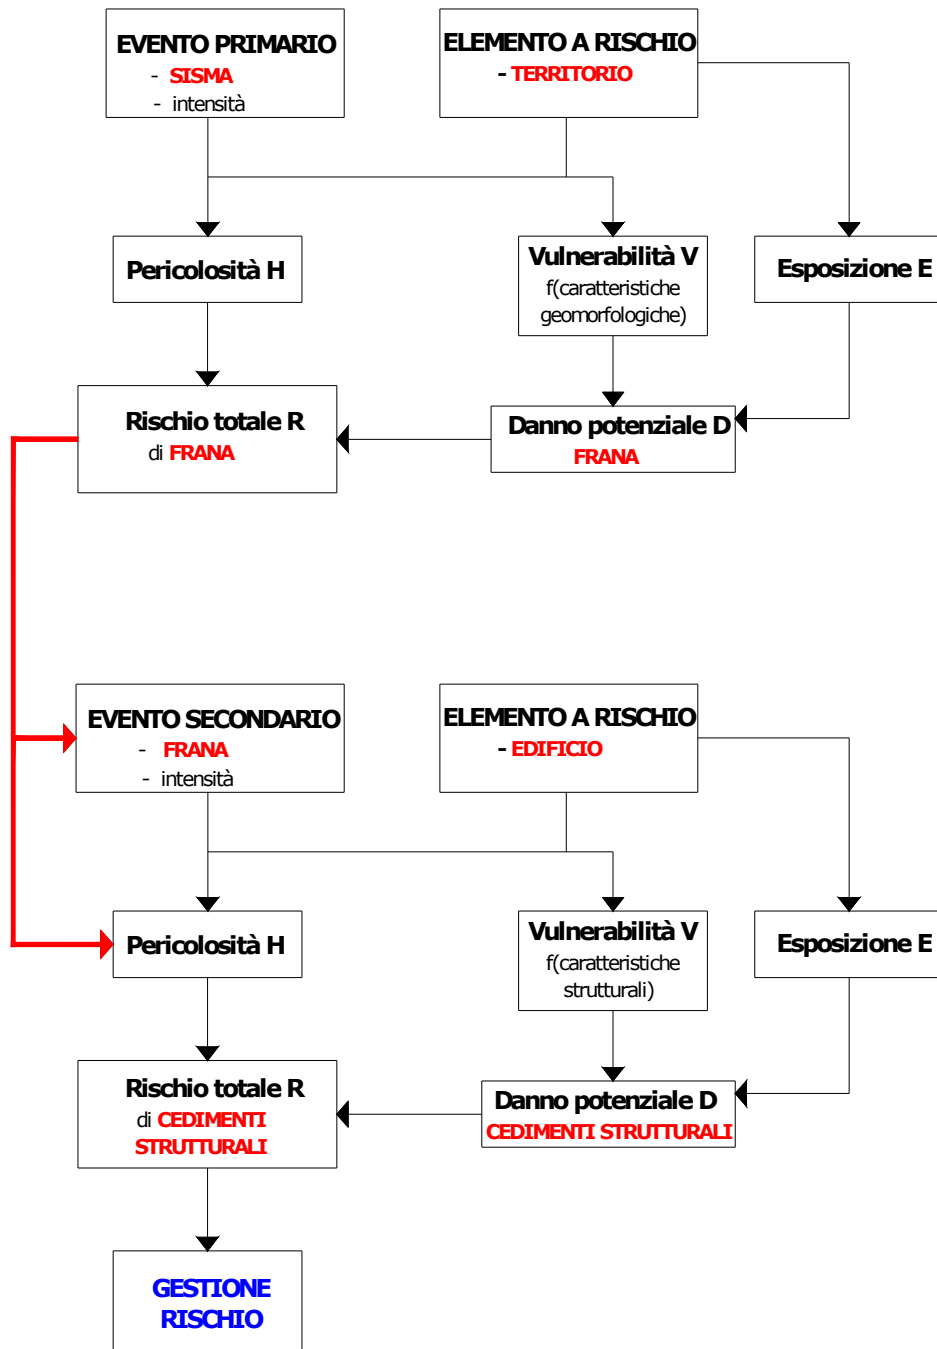 EVENTO PRIMARIO
- SISMA
- intensità
ELEMENTO A RISCHIO
- TERRITORIO
Pericolosità H
Vulnerabilità V
f(caratteristiche
geomorfologiche)
Esposizione E
Rischio totale R
di FRANA
Danno potenziale D
FRANA
EVENTO SECONDARIO
- FRANA
- intensità
ELEMENTO A RISCHIO
- EDIFICIO
Pericolosità H
Vulnerabilità V
f(caratteristiche
strutturali)
Esposizione E
Rischio totale R
di CEDIMENTI
STRUTTURALI
Danno potenziale D
CEDIMENTI STRUTTURALI
GESTIONE
RISCHIO